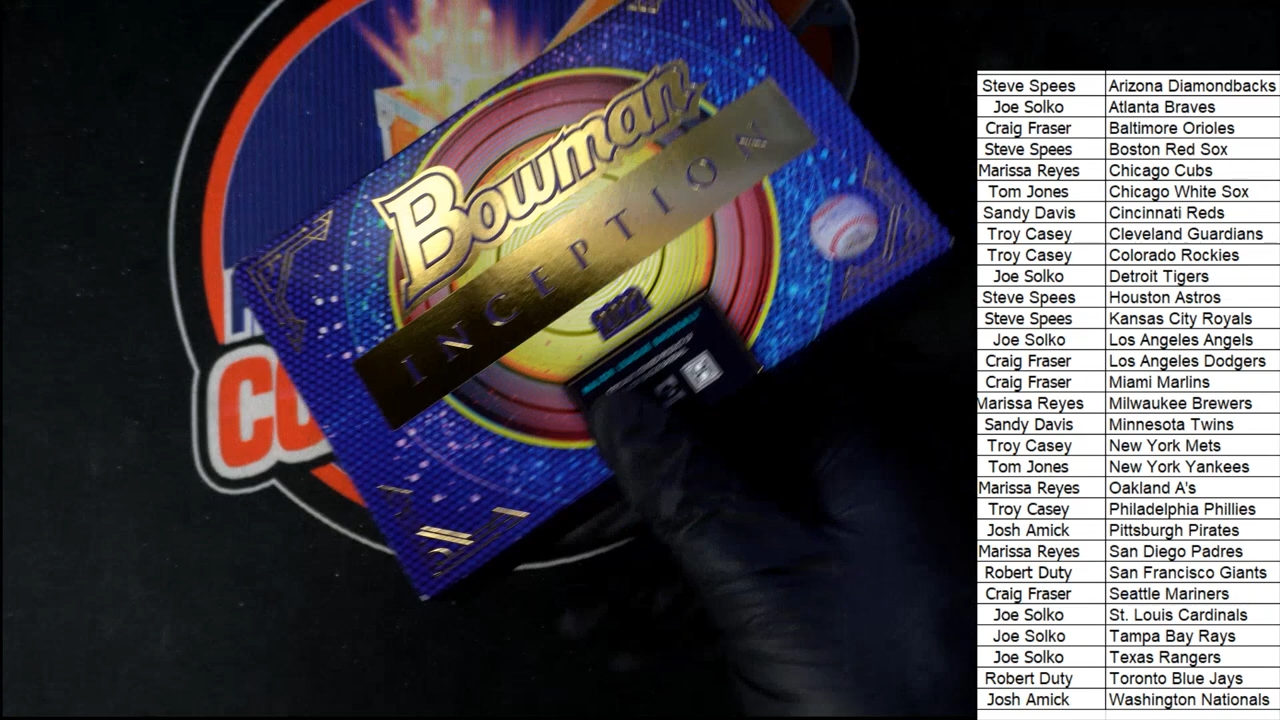 Bowman
INCEPTION
CO
Steve Spees Arizona Diamondbacks
Joe Solko Atlanta Braves
Craig Fraser Baltimore Orioles
Steve Spees Boston Red Sox
Marissa Reyes Chicago Cubs
Tom Jones Chicago White Sox
Sandy Davis Cincinnati Reds
Troy Casey Cleveland Guardians
Troy Casey Colorado Rockies
Joe Solko Detroit Tigers
Steve Spees Houston Astros
Steve Spees Kansas City Royals
Joe Solko Los Angeles Angels
Craig Fraser Los Angeles Dodgers
Craig Fraser Miami Marlins
Marissa Reyes Milwaukee Brewers
Sandy Davis Minnesota Twins
Troy Casey New York Mets
Tom Jones New York Yankees
Marissa Reyes Oakland A's
Troy Casey Philadelphia Phillies
Josh Amick Pittsburgh Pirates
Marissa Reyes San Diego Padres
Robert Duty San Francisco Giants
Craig Fraser Seattle Mariners
Joe Solko St. Louis Cardinals
Joe Solko Tampa Bay Rays
Joe Solko Texas Rangers
Robert Duty Toronto Blue Jays
Josh Amick Washington Nationals